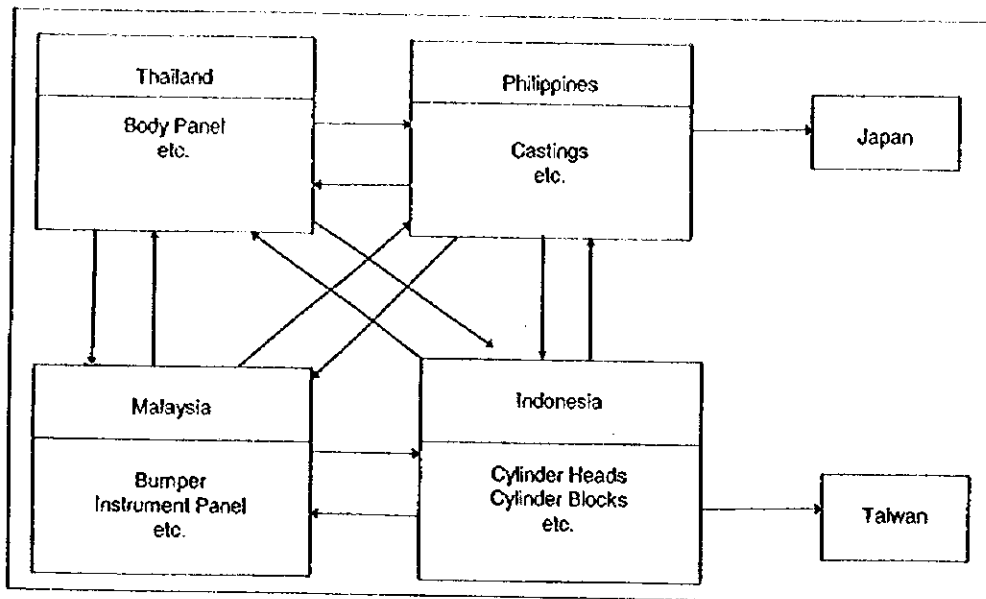 Thailand
Body Panel
etc.
Philippines
Castings
etc.
Japan
Malaysia
Bumper
Instrument Panel
etc.
Indonesia
Cylinder Heads
Cylinder Blocks
etc.
Taiwan